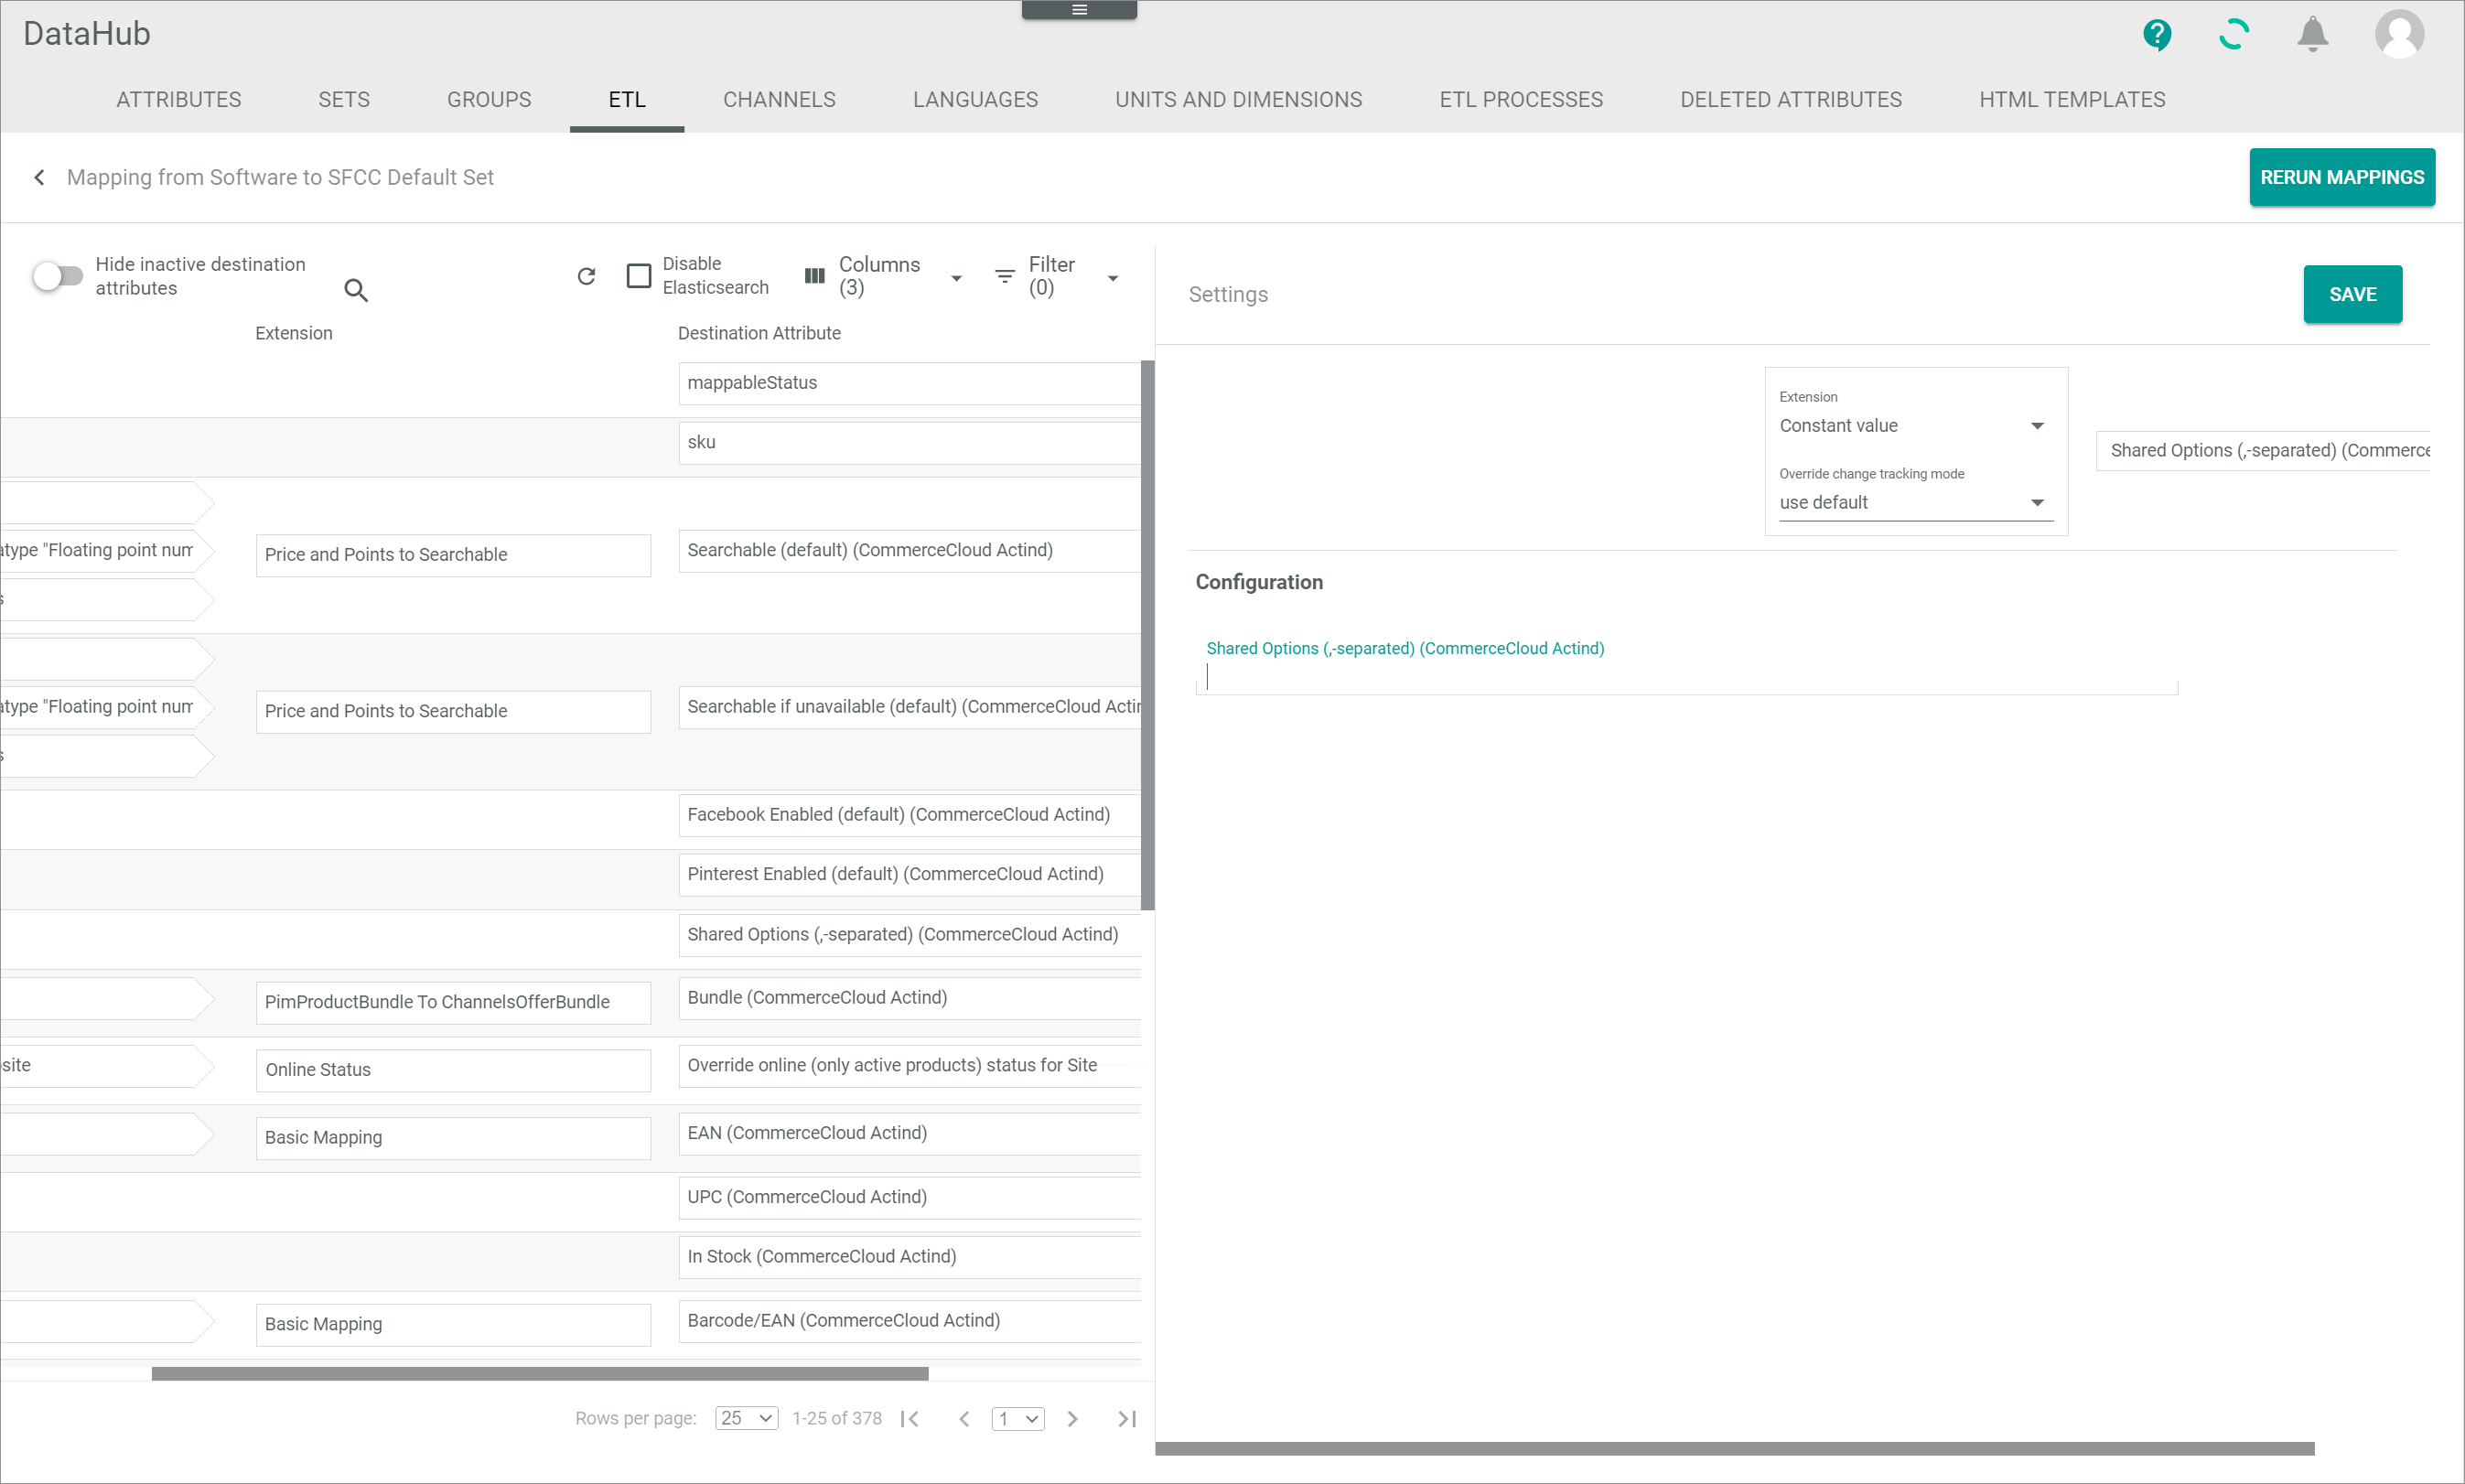 DataHub
ATTRIBUTES SETS GROUPS ETL CHANNELS LANGUAGES UNITS AND DIMENSIONS ETL PROCESSES DELETED ATTRIBUTES HTML TEMPLATES
Mapping from Software to SFCC Default Set
RERUN MAPPINGS
Hide inactive destination
attributes
Disable
Elasticsearch
Columns
(3)
Filter
(0)
Extension
Destination Attribute
mappableStatus
sku
atype "Floating point num
Price and Points to Searchable
Searchable (default) (CommerceCloud Actind)
s
atype "Floating point num
Price and Points to Searchable
Searchable if unavailable (default) (CommerceCloud Actin
s
Facebook Enabled (default) (CommerceCloud Actind)
Pinterest Enabled (default) (CommerceCloud Actind)
Shared Options (,-separated) (CommerceCloud Actind)
PimProductBundle To ChannelsOfferBundle
Bundle (CommerceCloud Actind)
site
Online Status
Override online (only active products) status for Site
Basic Mapping
EAN (CommerceCloud Actind)
UPC (CommerceCloud Actind)
In Stock (CommerceCloud Actind)
Basic Mapping
Barcode/EAN (CommerceCloud Actind)
Rows per page: 25 1-25 of 378 1
Settings
SAVE
Extension
Constant value
Override change tracking mode
use default
Shared Options (,-separated) (Commerce
Configuration
Shared Options (,-separated) (CommerceCloud Actind)